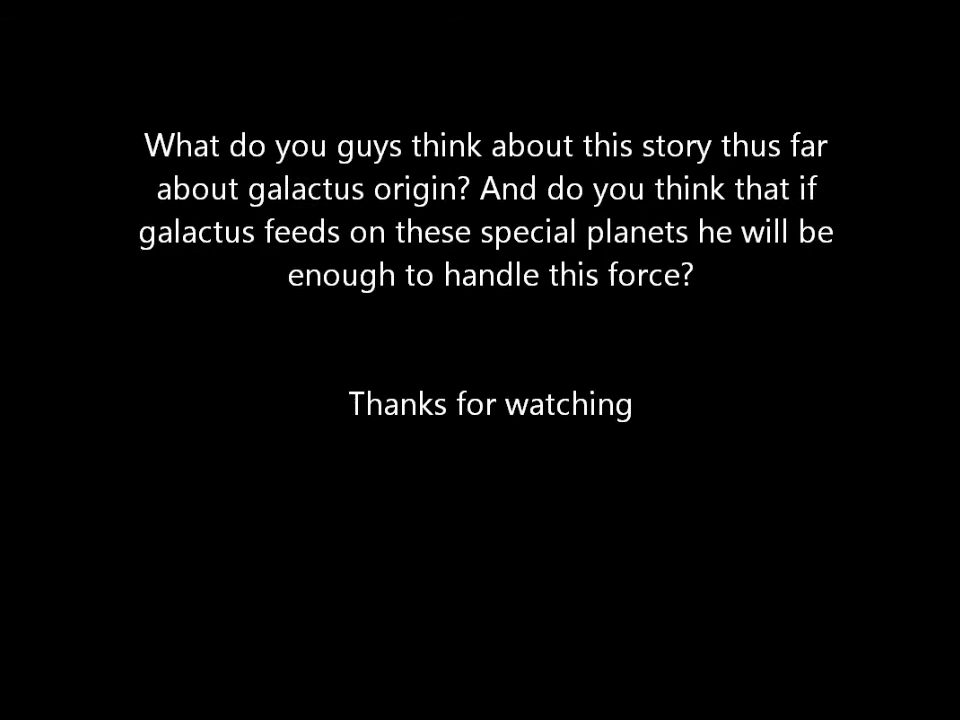 What do you guys think about this story thus far
about galactus origin? And do you think that if
galactus feeds on these special planets he will be
enough to handle this force?
Thanks for watching